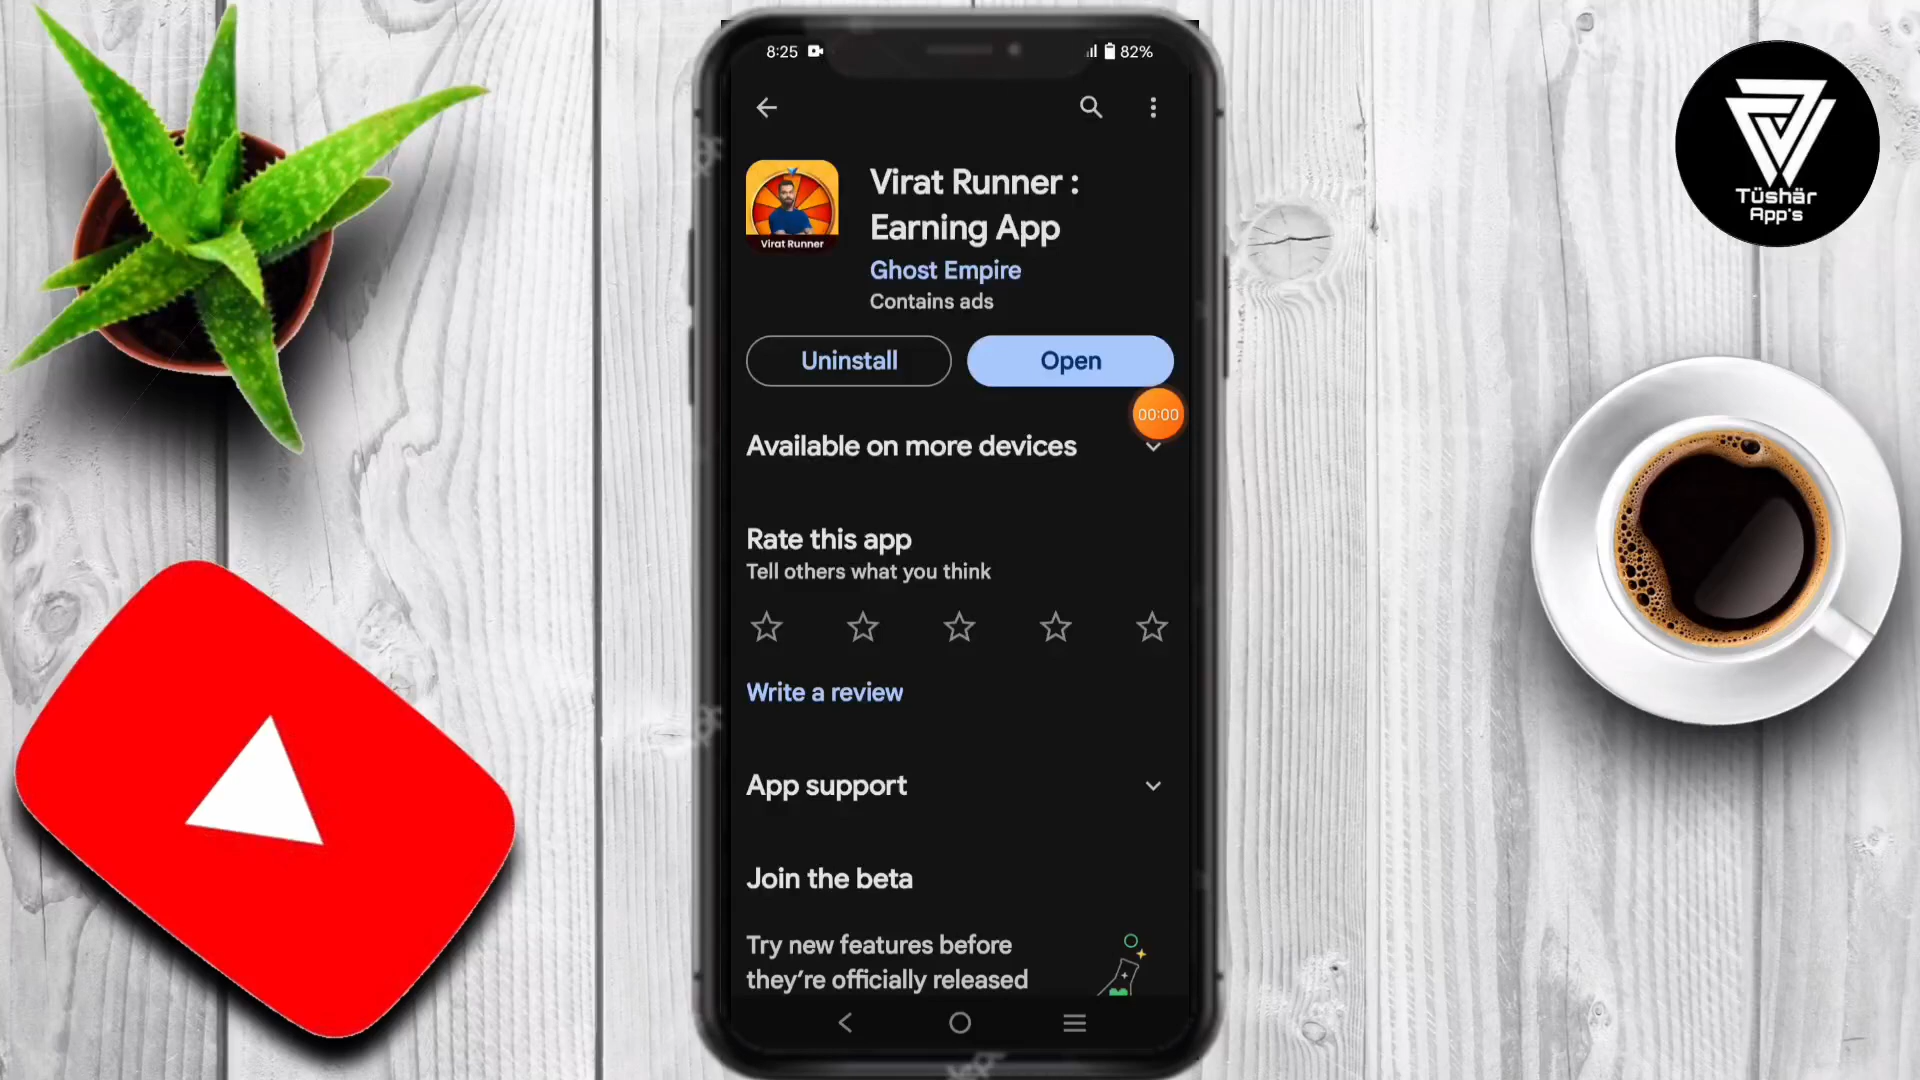 8:25
82%
Virat Runner :
Earning App
Virat Runner
Ghost Empire
Contains ads
Uninstall
Open
00:00
Available on more devices
Rate this app
Tell others what you think
Write a review
App support
Join the beta
Try new features before
they’re officially released
Tüshär
App's